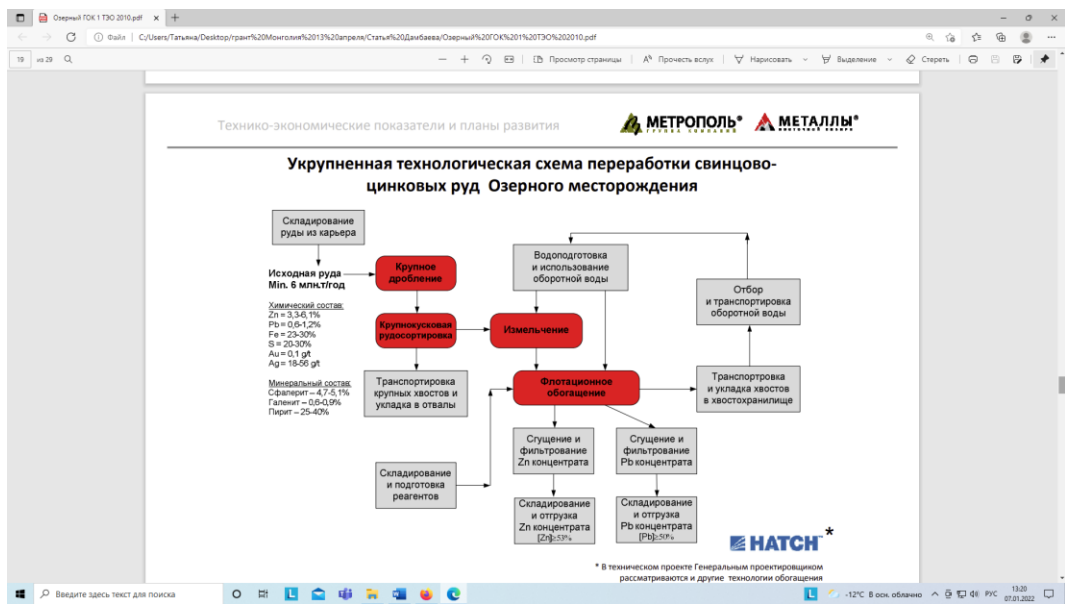 Озерный ГОК 1 ТЭО 2010.pdf
Файл
C:/Users/Татьяна/Desktop/грант%20Монголия%2013%20апреля/Статья%20Дамбаева/Озерный%20ГОК%201%20ТЭО%202010.pdf
19 из 29
Просмотр страницы
Прочесть вслух
Нарисовать
Выделение
Стереть
Технико-экономические показатели и планы развития
МЕТРОПОЛЬ®
ГРУППА КОМПАНИЙ
МЕТАЛЛЫ®
ВОСТОЧНОЙ СИБИРИ
Укрупненная технологическая схема переработки свинцово-
цинковых руд Озерного месторождения
Складирование
руды из карьера
Исходная руда
Min. 6 млн.т/год
Химический состав:
Zn = 3,3-6,1%
Pb = 0,6-1,2%
Fe = 23-30%
S = 20-30%
Au = 0,1 g/t
Ag = 18-56 g/t
Минеральный состав:
Сфалерит – 4,7-5,1%
Галенит – 0,6-0,9%
Пирит – 25-40%
Крупное
дробление
Крупнокусковая
рудосортировка
Транспортировка
крупных хвостов и
укладка в отвалы
Складирование
и подготовка
реагентов
Водоподготовка
и использование
оборотной воды
Измельчение
Флотационное
обогащение
Отбор
и транспортировка
оборотной воды
Транспортровка
и укладка хвостов
в хвостохранилище
Сгущение и
фильтрование
Zn концентрата
Сгущение и
фильтрование
Pb концентрата
Складирование
и отгрузка
Zn концентрата
[Zn]≥53%
Складирование
и отгрузка
Pb концентрата
[Pb]≥50%
HATCH *
* В техническом проекте Генеральным проектировщиком
рассматриваются и другие технологии обогащения
Введите здесь текст для поиска
-12°C В осн. облачно
РУС
13:20
07.01.2022